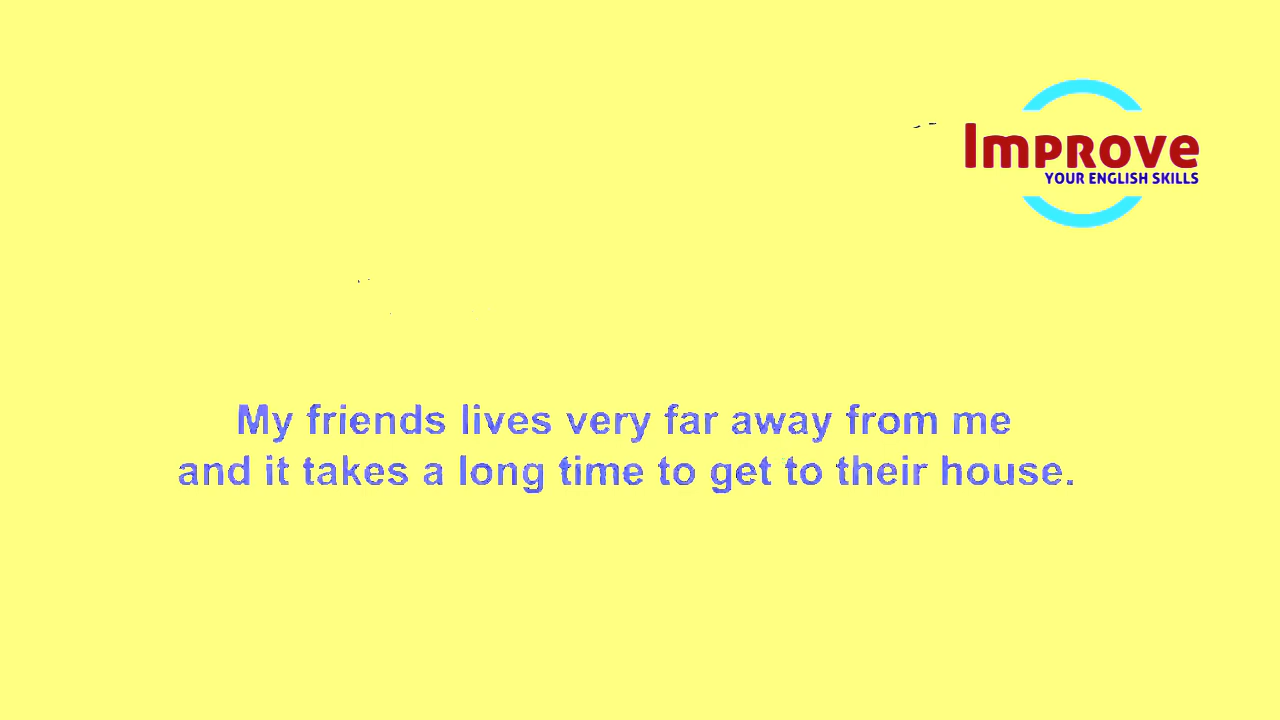 Improve
YOUR ENGLISH SKILLS
My friends lives very far away from me
and it takes a long time to get to their house.